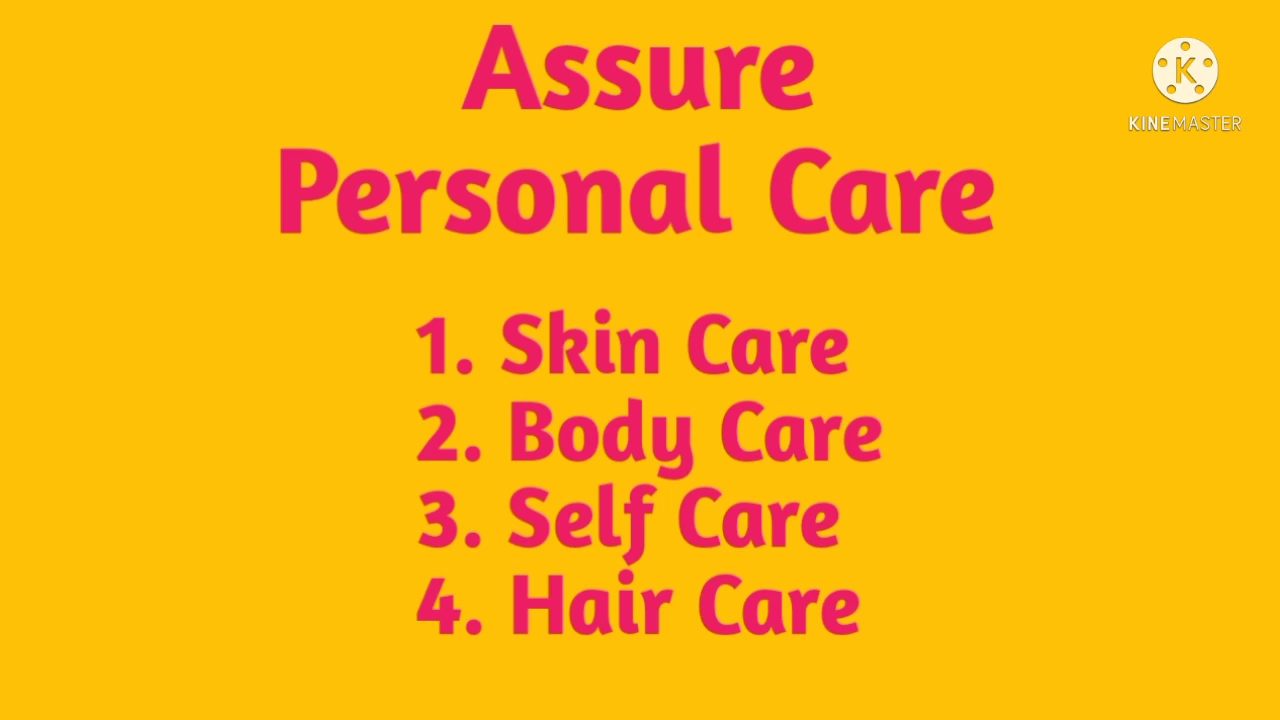 Assure
K
KINEMASTER
Personal Care
1. Skin Care
2. Body Care
3. Self Care
4. Hair Care